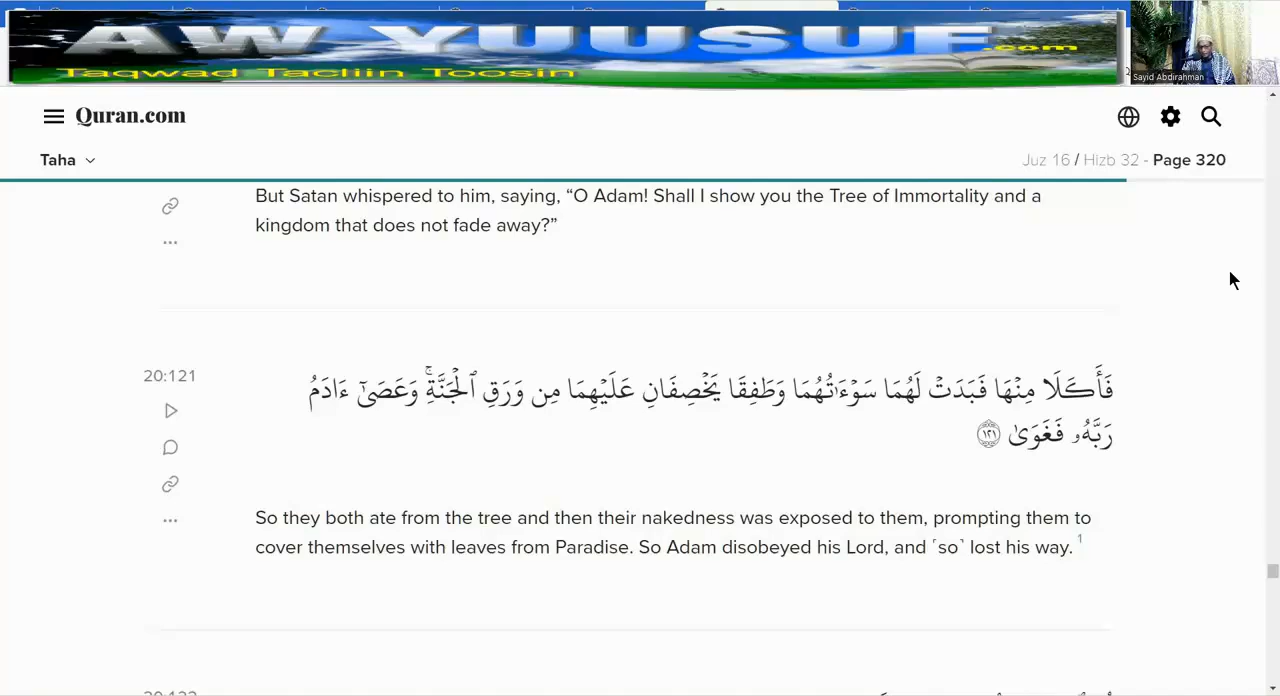 AW YUUSUF.com
Taqwad Tacliin Toosin
Sayid Abdirahman
Quran.com
Taha
Juz 16 / Hizb 32 - Page 320
But Satan whispered to him, saying, “O Adam! Shall I show you the Tree of Immortality and a
kingdom that does not fade away?”
20:121
فَأَكَلَا مِنْهَا فَبَدَتْ لَهُمَا سَوْءَٰتُهُمَا وَطَفِقَا يَخْصِفَانِ عَلَيْهِمَا مِن وَرَقِ ٱلْجَنَّةِ ۚ وَعَصَىٰٓ ءَادَمُ
رَبَّهُۥ فَغَوَىٰ ١٢١
So they both ate from the tree and then their nakedness was exposed to them, prompting them to
cover themselves with leaves from Paradise. So Adam disobeyed his Lord, and ˹so˺ lost his way. 1
20:122